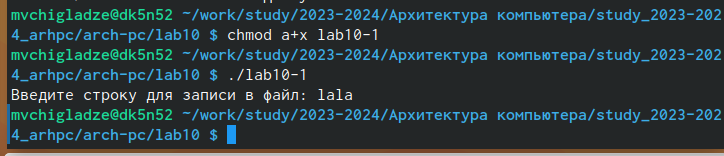 mvchigladze@dk5n52 ~/work/study/2023-2024/Архитектура компьютера/study_2023-202
4_arhpc/arch-pc/lab10 $ chmod a+x lab10-1
mvchigladze@dk5n52 ~/work/study/2023-2024/Архитектура компьютера/study_2023-202
4_arhpc/arch-pc/lab10 $ ./lab10-1
Введите строку для записи в файл: lala
mvchigladze@dk5n52 ~/work/study/2023-2024/Архитектура компьютера/study_2023-202
4_arhpc/arch-pc/lab10 $